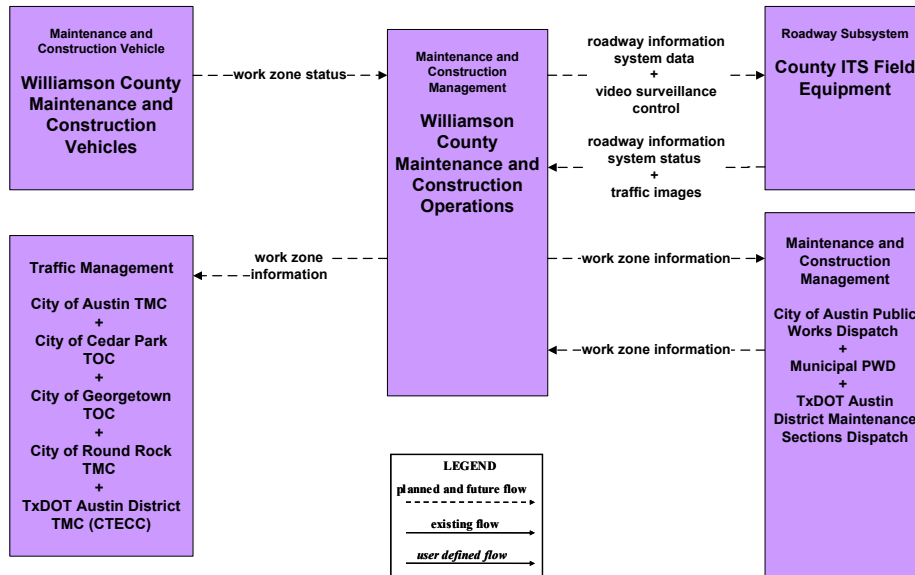 Maintenance and
Construction Vehicle
Williamson County
Maintenance and
Construction
Vehicles
work zone status
Maintenance and
Construction
Management
Williamson
County
Maintenance and
Construction
Operations
roadway information
system data
+
video surveillance
control
roadway information
system status
+
traffic images
Roadway Subsystem
County ITS Field
Equipment
Traffic Management
City of Austin TMC
+
City of Cedar Park
TOC
+
City of Georgetown
TOC
+
City of Round Rock
TMC
+
TxDOT Austin District
TMC (CTECC)
work zone
information
work zone information
work zone information
Maintenance and
Construction
Management
City of Austin Public
Works Dispatch
+
Municipal PWD
+
TxDOT Austin
District Maintenance
Sections Dispatch
LEGEND
planned and future flow
existing flow
user defined flow